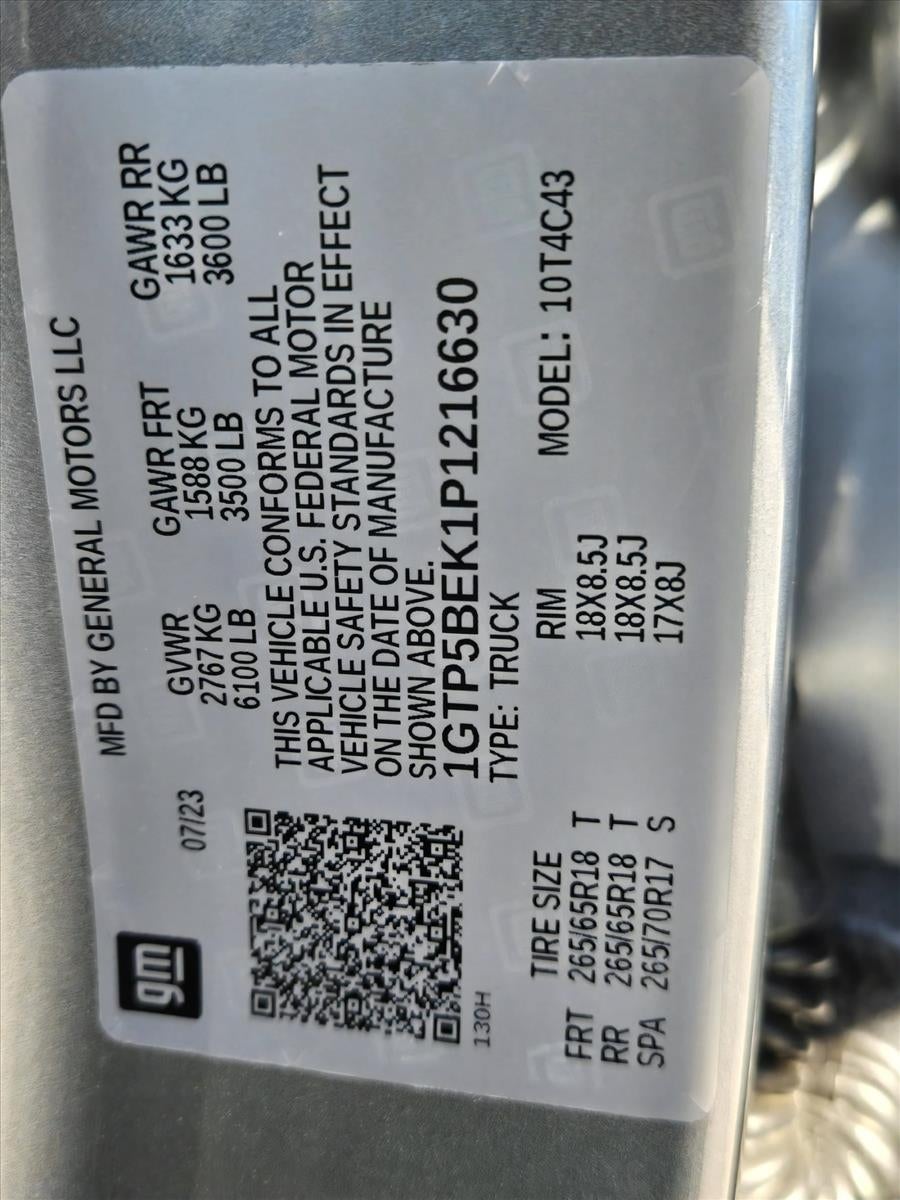 gm
MFD BY GENERAL MOTORS LLC
07/23
GVWR GAWR FRT GAWR RR
2767 KG 1588 KG 1633 KG
6100 LB 3500 LB 3600 LB
THIS VEHICLE CONFORMS TO ALL
APPLICABLE U.S. FEDERAL MOTOR
VEHICLE SAFETY STANDARDS IN EFFECT
ON THE DATE OF MANUFACTURE
SHOWN ABOVE.
1GTP5BEK1P1216630
130H
TYPE: TRUCK MODEL: 10T4C43
TIRE SIZE RIM
FRT 265/65R18 T 18X8.5J
RR 265/65R18 T 18X8.5J
SPA 265/70R17 S 17X8J